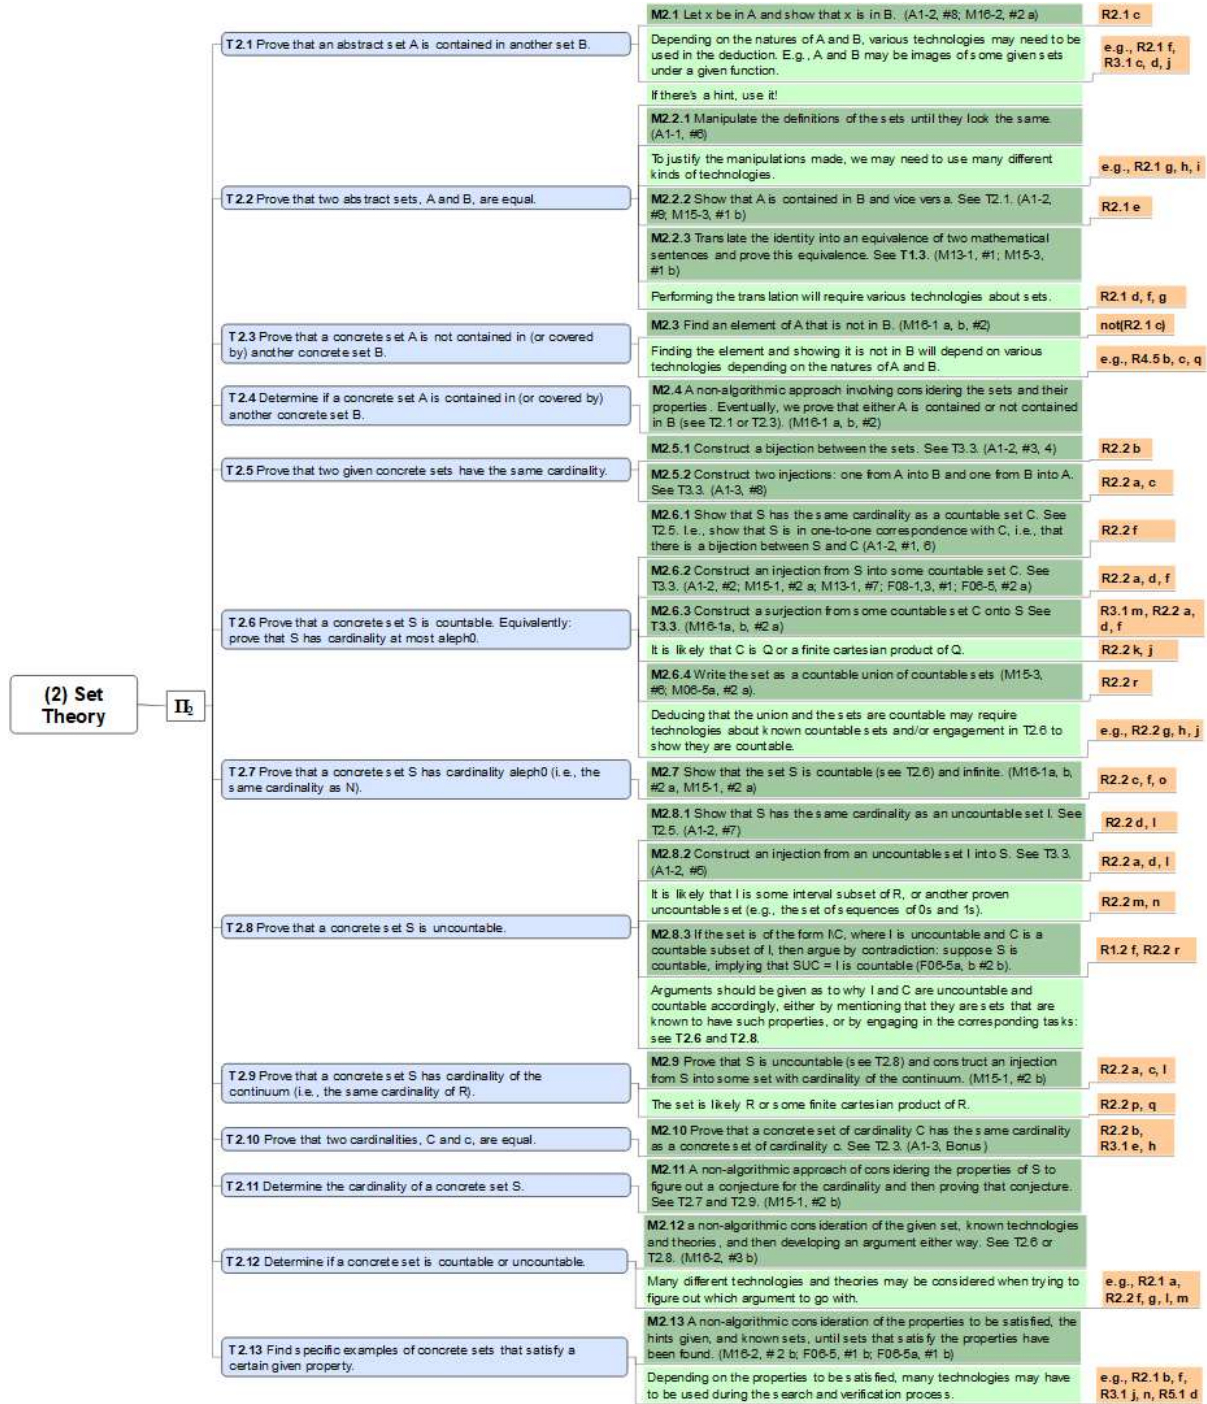 (2) Set
Theory
Π₂
T2.1 Prove that an abstract set A is contained in another set B.
M2.1 Let x be in A and show that x is in B. (A1-2, #8; M16-2, #2 a)
R2.1 c
Depending on the natures of A and B, various technologies may need to be
used in the deduction. E.g., A and B may be images of some given sets
under a given function.
e.g., R2.1 f,
R3.1 c, d, j
T2.2 Prove that two abstract sets, A and B, are equal.
If there's a hint, use it!
M2.2.1 Manipulate the definitions of the sets until they look the same.
(A1-1, #6)
To justify the manipulations made, we may need to use many different
kinds of technologies.
e.g., R2.1 g, h, i
M2.2.2 Show that A is contained in B and vice versa. See T2.1. (A1-2,
#9; M15-3, #1 b)
R2.1 e
M2.2.3 Translate the identity into an equivalence of two mathematical
sentences and prove this equivalence. See T1.3. (M13-1, #1; M15-3,
#1 b)
Performing the translation will require various technologies about sets.
R2.1 d, f, g
T2.3 Prove that a concrete set A is not contained in (or covered
by) another concrete set B.
M2.3 Find an element of A that is not in B. (M16-1 a, b, #2)
not(R2.1 c)
Finding the element and showing it is not in B will depend on various
technologies depending on the natures of A and B.
e.g., R4.5 b, c, q
T2.4 Determine if a concrete set A is contained in (or covered by)
another concrete set B.
M2.4 A non-algorithmic approach involving considering the sets and their
properties. Eventually, we prove that either A is contained or not contained
in B (see T2.1 or T2.3). (M16-1 a, b, #2)
T2.5 Prove that two given concrete sets have the same cardinality.
M2.5.1 Construct a bijection between the sets. See T3.3. (A1-2, #3, 4)
R2.2 b
M2.5.2 Construct two injections: one from A into B and one from B into A.
See T3.3. (A1-3, #8)
R2.2 a, c
T2.6 Prove that a concrete set S is countable. Equivalently:
prove that S has cardinality at most aleph0.
M2.6.1 Show that S has the same cardinality as a countable set C. See
T2.5. I.e., show that S is in one-to-one correspondence with C, i.e., that
there is a bijection between S and C (A1-2, #1, 6)
R2.2 f
M2.6.2 Construct an injection from S into some countable set C. See
T3.3. (A1-2, #2; M15-1, #2 a; M13-1, #7; F08-1,3, #1; F06-5, #2 a)
R2.2 a, d, f
M2.6.3 Construct a surjection from some countable set C onto S See
T3.3. (M16-1a, b, #2 a)
R3.1 m, R2.2 a,
d, f
It is likely that C is Q or a finite cartesian product of Q.
R2.2 k, j
M2.6.4 Write the set as a countable union of countable sets (M15-3,
#6; M06-5a, #2 a).
R2.2 r
Deducing that the union and the sets are countable may require
technologies about known countable sets and/or engagement in T2.6 to
show they are countable.
e.g., R2.2 g, h, j
T2.7 Prove that a concrete set S has cardinality aleph0 (i.e., the
same cardinality as N).
M2.7 Show that the set S is countable (see T2.6) and infinite. (M16-1a, b,
#2 a, M15-1, #2 a)
R2.2 c, f, o
T2.8 Prove that a concrete set S is uncountable.
M2.8.1 Show that S has the same cardinality as an uncountable set I. See
T2.5. (A1-2, #7)
R2.2 d, l
M2.8.2 Construct an injection from an uncountable set I into S. See T3.3.
(A1-2, #5)
R2.2 a, d, l
It is likely that I is some interval subset of R, or another proven
uncountable set (e.g., the set of sequences of 0s and 1s).
R2.2 m, n
M2.8.3 If the set is of the form I\C, where I is uncountable and C is a
countable subset of I, then argue by contradiction: suppose S is
countable, implying that SUC = I is countable (F06-5a, b #2 b).
R1.2 f, R2.2 r
Arguments should be given as to why I and C are uncountable and
countable accordingly, either by mentioning that they are sets that are
known to have such properties, or by engaging in the corresponding tasks:
see T2.6 and T2.8.
T2.9 Prove that a concrete set S has cardinality of the
continuum (i.e., the same cardinality of R).
M2.9 Prove that S is uncountable (see T2.8) and construct an injection
from S into some set with cardinality of the continuum. (M15-1, #2 b)
R2.2 a, c, l
The set is likely R or some finite cartesian product of R.
R2.2 p, q
T2.10 Prove that two cardinalities, C and c, are equal.
M2.10 Prove that a concrete set of cardinality C has the same cardinality
as a concrete set of cardinality c. See T2.3. (A1-3, Bonus)
R2.2 b,
R3.1 e, h
T2.11 Determine the cardinality of a concrete set S.
M2.11 A non-algorithmic approach of considering the properties of S to
figure out a conjecture for the cardinality and then proving that conjecture.
See T2.7 and T2.9. (M15-1, #2 b)
T2.12 Determine if a concrete set is countable or uncountable.
M2.12 a non-algorithmic consideration of the given set, known technologies
and theories, and then developing an argument either way. See T2.6 or
T2.8. (M16-2, #3 b)
Many different technologies and theories may be considered when trying to
figure out which argument to go with.
e.g., R2.1 a,
R2.2 f, g, l, m
T2.13 Find specific examples of concrete sets that satisfy a
certain given property.
M2.13 A non-algorithmic consideration of the properties to be satisfied, the
hints given, and known sets, until sets that satisfy the properties have
been found. (M16-2, # 2 b; F06-5, #1 b; F06-5a, #1 b)
Depending on the properties to be satisfied, many technologies may have
to be used during the search and verification process.
e.g., R2.1 b, f,
R3.1 j, n, R5.1 d